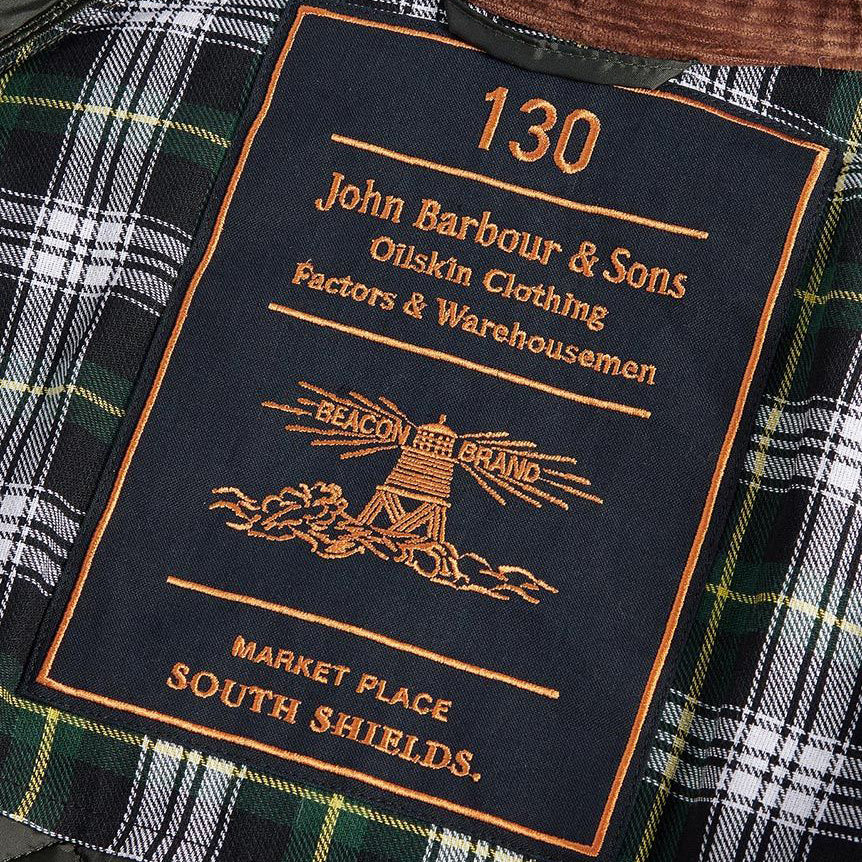 130
John Barbour & Sons
Oilskin Clothing
Factors & Warehousemen
BEACON BRAND
MARKET PLACE
SOUTH SHIELDS.